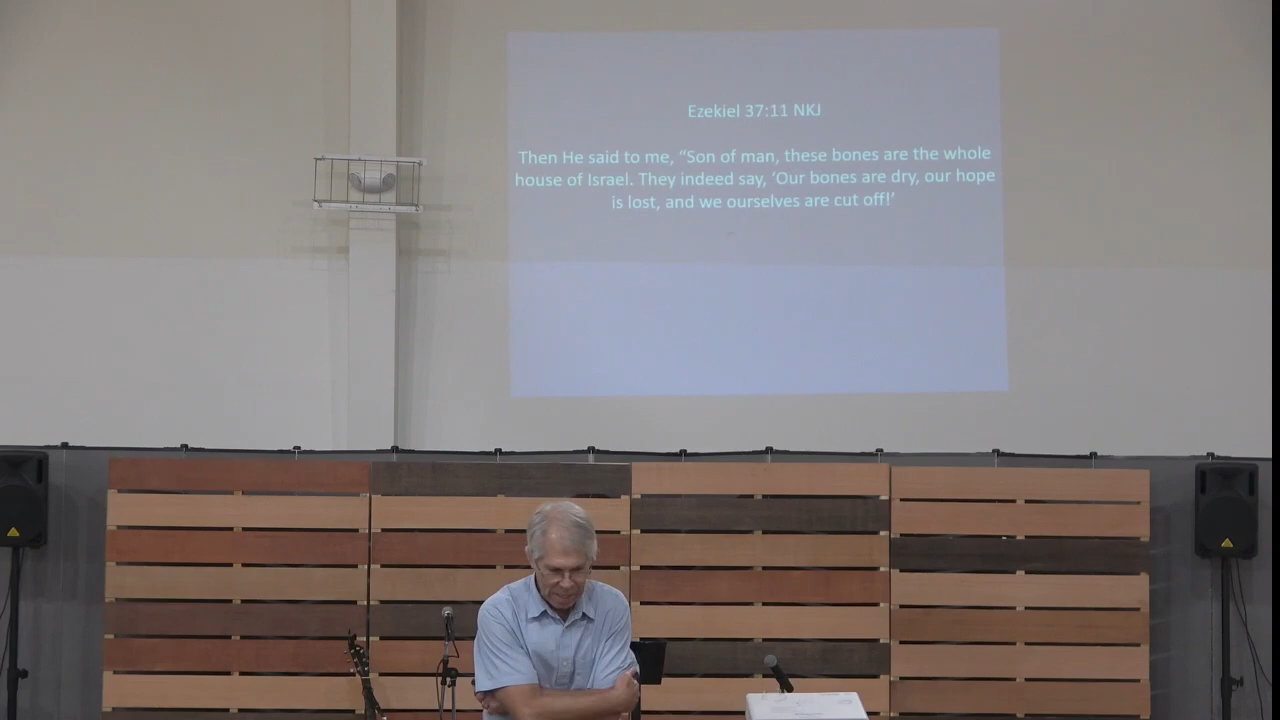 Ezekiel 37:11 NKJ
Then He said to me, “Son of man, these bones are the whole
house of Israel. They indeed say, ‘Our bones are dry, our hope
is lost, and we ourselves are cut off!’